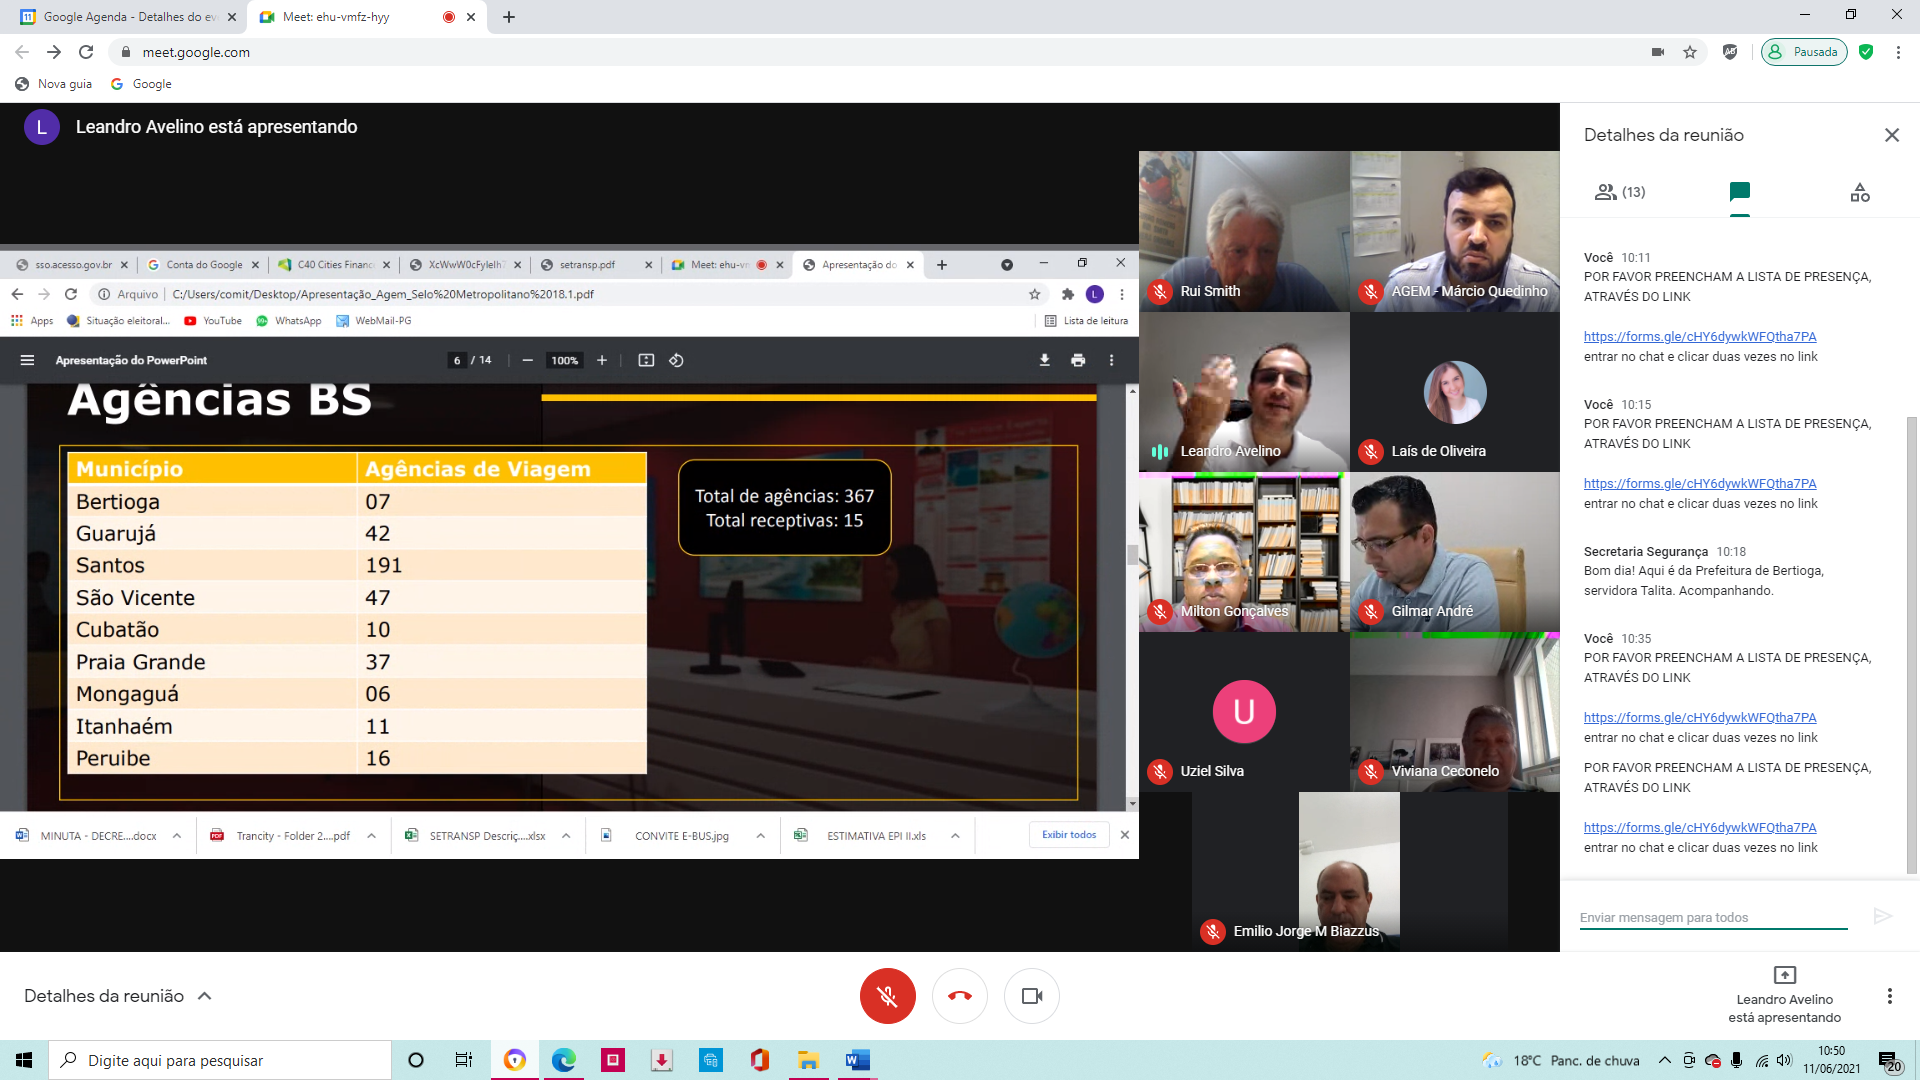 Google Agenda - Detalhes do ev
Meet: ehu-vmfz-hyy
meet.google.com
Pausada
Nova guia
Google
L
Leandro Avelino está apresentando
sso.acesso.gov.br
Conta do Google
C40 Cities Financ
XcWwW0cFyIeIh
setransp.pdf
Meet: ehu-vn
Apresentação do
Arquivo
C:/Users/comit/Desktop/Apresentação_Agem_Selo%20Metropolitano%2018.1.pdf
L
Apps
Situação eleitoral...
YouTube
WhatsApp
WebMail-PG
Lista de leitura
Apresentação do PowerPoint
6 / 14
100%
Agências BS
Município Agências de Viagem
Bertioga 07
Guarujá 42
Santos 191
São Vicente 47
Cubatão 10
Praia Grande 37
Mongaguá 06
Itanhaém 11
Peruibe 16
Total de agências: 367
Total receptivas: 15
MINUTA - DECRE....docx
Trancity - Folder 2....pdf
SETRANSP Descriç....xlsx
CONVITE E-BUS.jpg
ESTIMATIVA EPI II.xls
Exibir todos
Rui Smith
AGEM - Márcio Quedinho
Leandro Avelino
Laís de Oliveira
Milton Gonçalves
Gilmar André
U
Uziel Silva
Viviana Ceconelo
Emilio Jorge M Biazzus
Detalhes da reunião
(13)
Você 10:11
POR FAVOR PREENCHAM A LISTA DE PRESENÇA,
ATRAVÉS DO LINK
https://forms.gle/cHY6dywkWFQtha7PA
entrar no chat e clicar duas vezes no link
Você 10:15
POR FAVOR PREENCHAM A LISTA DE PRESENÇA,
ATRAVÉS DO LINK
https://forms.gle/cHY6dywkWFQtha7PA
entrar no chat e clicar duas vezes no link
Secretaria Segurança 10:18
Bom dia! Aqui é da Prefeitura de Bertioga,
servidora Talita. Acompanhando.
Você 10:35
POR FAVOR PREENCHAM A LISTA DE PRESENÇA,
ATRAVÉS DO LINK
https://forms.gle/cHY6dywkWFQtha7PA
entrar no chat e clicar duas vezes no link
POR FAVOR PREENCHAM A LISTA DE PRESENÇA,
ATRAVÉS DO LINK
https://forms.gle/cHY6dywkWFQtha7PA
entrar no chat e clicar duas vezes no link
Enviar mensagem para todos
Detalhes da reunião
Leandro Avelino
está apresentando
Digite aqui para pesquisar
18°C Panc. de chuva
10:50
11/06/2021
20